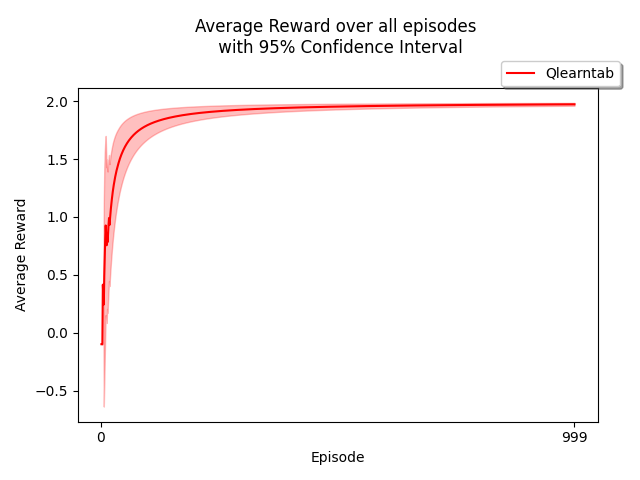 Average Reward over all episodes
with 95% Confidence Interval
Qlearntab
2.0
1.5
1.0
0.5
0.0
−0.5
Average Reward
0
999
Episode